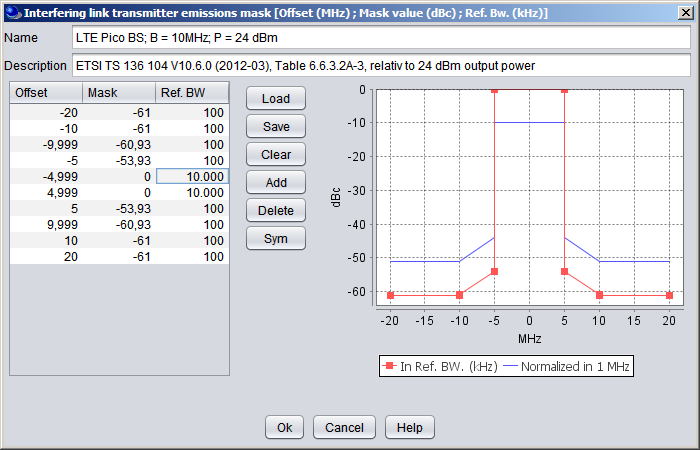 Interfering link transmitter emissions mask [Offset (MHz) ; Mask value (dBc) ; Ref. Bw. (kHz)]
Name LTE Pico BS; B = 10MHz; P = 24 dBm
Description ETSI TS 136 104 V10.6.0 (2012-03), Table 6.6.3.2A-3, relativ to 24 dBm output power
Offset Mask Ref. BW
-20 -61 100
-10 -61 100
-9,999 -60,93 100
-5 -53,93 100
-4,999 0 10.000
4,999 0 10.000
5 -53,93 100
9,999 -60,93 100
10 -61 100
20 -61 100
Load
Save
Clear
Add
Delete
Sym
dBc
0
-10
-20
-30
-40
-50
-60
-20 -15 -10 -5 0 5 10 15 20
MHz
In Ref. BW. (kHz) Normalized in 1 MHz
Ok Cancel Help